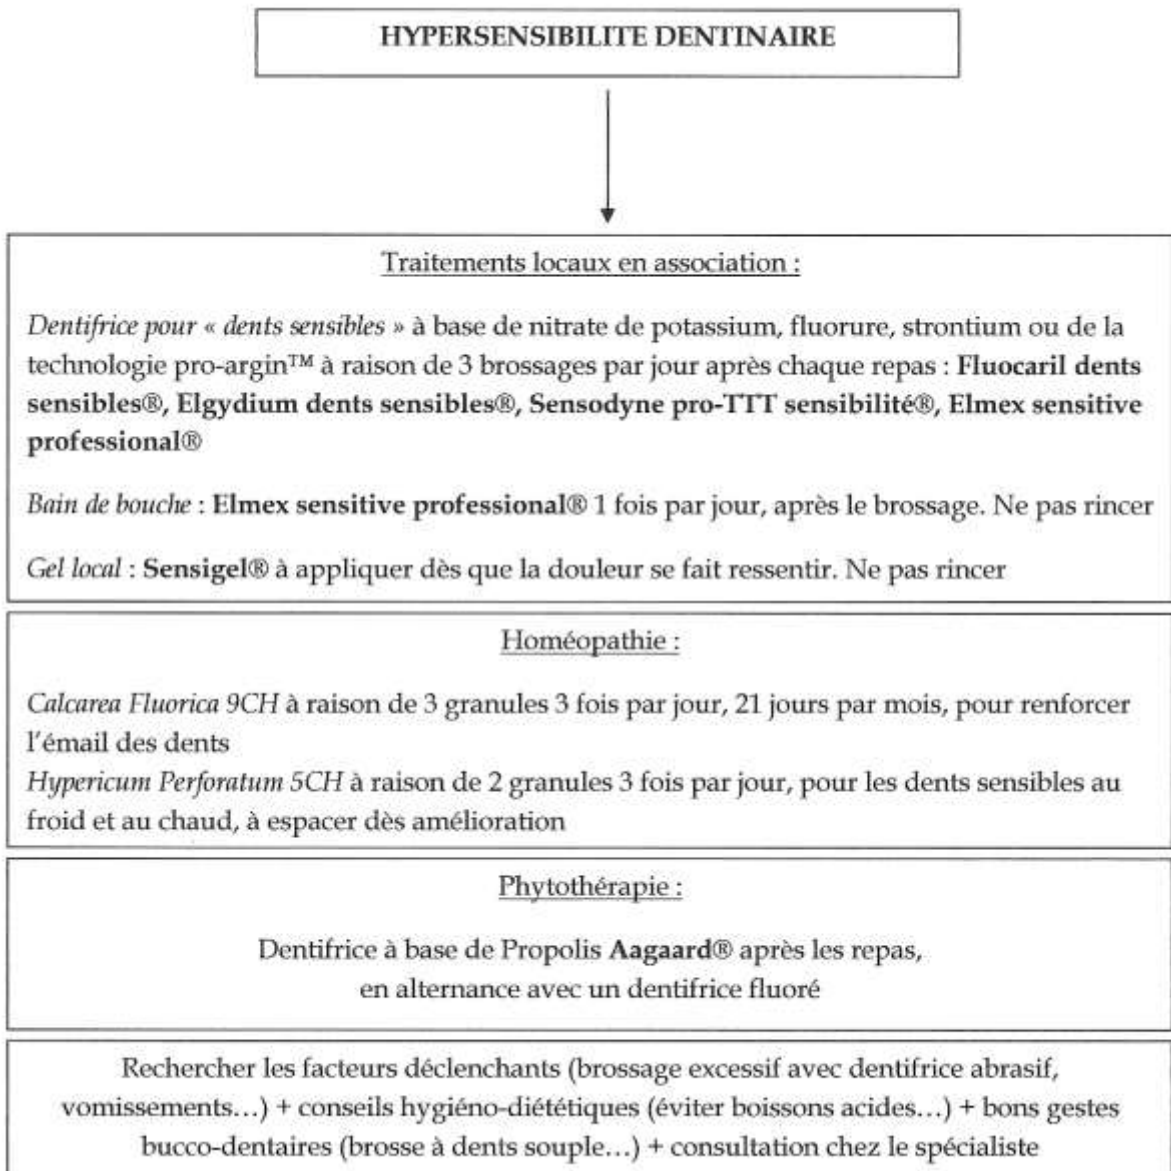 HYPERSENSIBILITE DENTINAIRE
Traitements locaux en association :
Dentifrice pour « dents sensibles » à base de nitrate de potassium, fluorure, strontium ou de la
technologie pro-argin™ à raison de 3 brossages par jour après chaque repas : Fluocaril dents
sensibles®, Elgydium dents sensibles®, Sensodyne pro-TTT sensibilité®, Elmex sensitive
professional®
Bain de bouche : Elmex sensitive professional® 1 fois par jour, après le brossage. Ne pas rincer
Gel local : Sensigel® à appliquer dès que la douleur se fait ressentir. Ne pas rincer
Homéopathie :
Calcarea Fluorica 9CH à raison de 3 granules 3 fois par jour, 21 jours par mois, pour renforcer
l'émail des dents
Hypericum Perforatum 5CH à raison de 2 granules 3 fois par jour, pour les dents sensibles au
froid et au chaud, à espacer dès amélioration
Phytothérapie :
Dentifrice à base de Propolis Aagaard® après les repas,
en alternance avec un dentifrice fluoré
Rechercher les facteurs déclenchants (brossage excessif avec dentifrice abrasif,
vomissements…) + conseils hygiéno-diététiques (éviter boissons acides…) + bons gestes
bucco-dentaires (brosse à dents souple…) + consultation chez le spécialiste